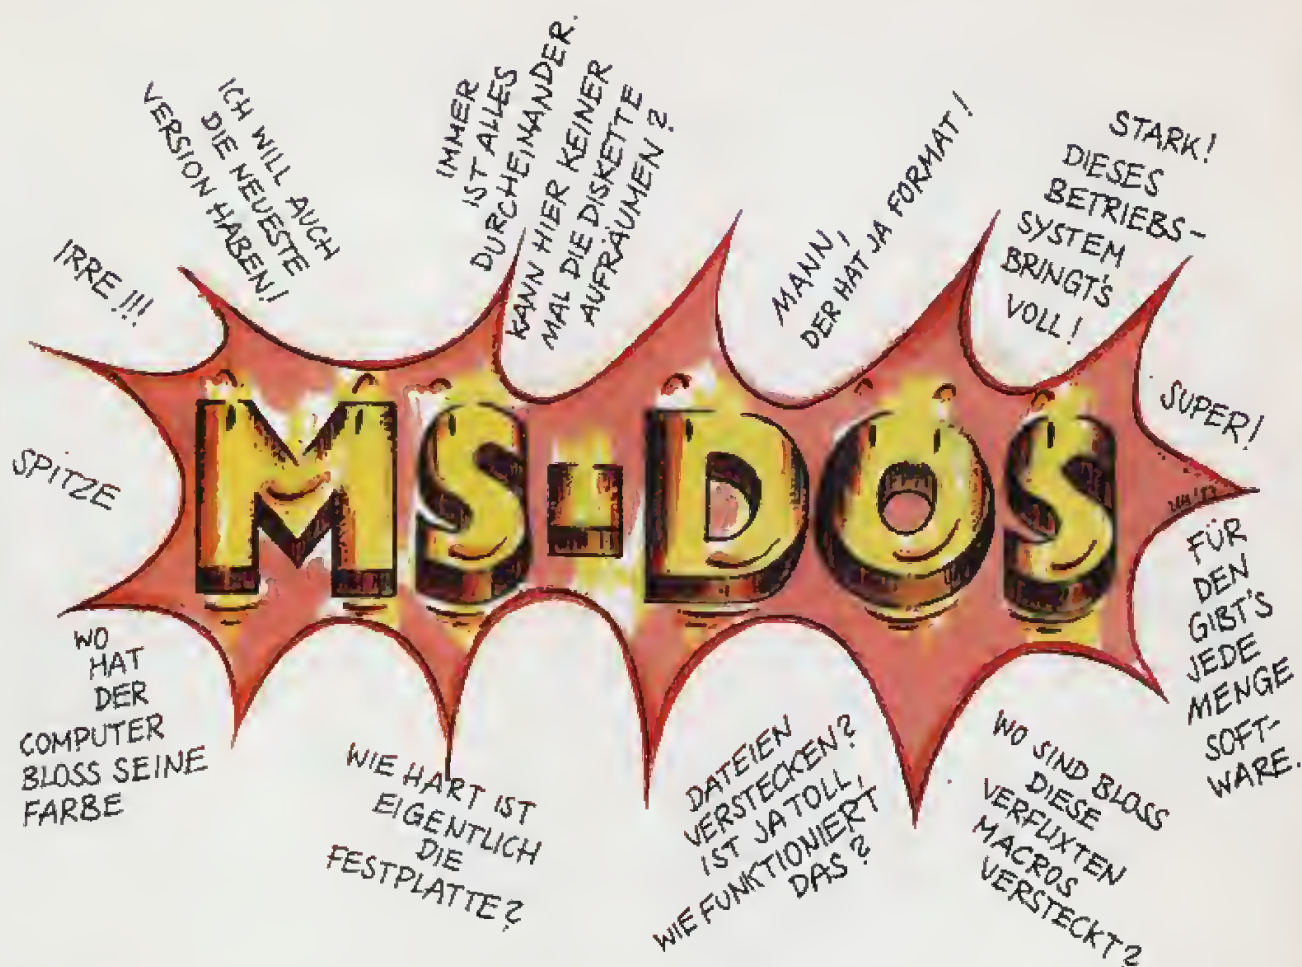 IRRE!!!
ICH WILL AUCH
DIE NEUESTE
VERSION HABEN!
IMMER
IST ALLES
DURCHEINANDER.
KANN HIER KEINER
MAL DIE DISKETTE
AUFRÄUMEN?
MANN,
DER HAT JA FORMAT!
STARK!
DIESES
BETRIEBS-
SYSTEM
BRINGT'S
VOLL!
SUPER!
SPITZE
MS-DOS
FÜR
DEN
GIBT'S
JEDE
MENGE
SOFT-
WARE.
WO
HAT
DER
COMPUTER
BLOSS SEINE
FARBE
WIE HART IST
EIGENTLICH
DIE
FESTPLATTE?
DATEIEN
VERSTECKEN?
IST JA TOLL,
WIE FUNKTIONIERT
DAS?
WO SIND BLOSS
DIESE
VERFLIXTEN
MACROS
VERSTECKT?